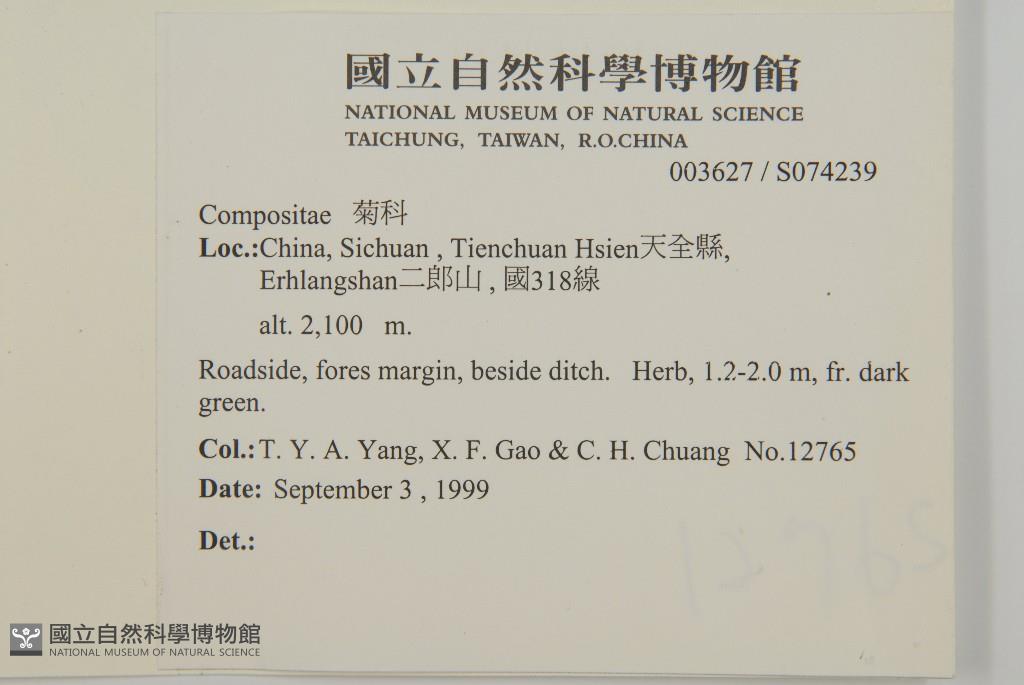 國立自然科學博物館
NATIONAL MUSEUM OF NATURAL SCIENCE
TAICHUNG, TAIWAN, R.O.CHINA
003627 / S074239
Compositae 菊科
Loc.:China, Sichuan , Tienchuan Hsien天全縣,
Erhlangshan二郎山 , 國318線
alt. 2,100 m.
Roadside, fores margin, beside ditch. Herb, 1.2-2.0 m, fr. dark
green.
Col.: T. Y. A. Yang, X. F. Gao & C. H. Chuang No.12765
Date: September 3 , 1999
Det.:
國立自然科學博物館
NATIONAL MUSEUM OF NATURAL SCIENCE